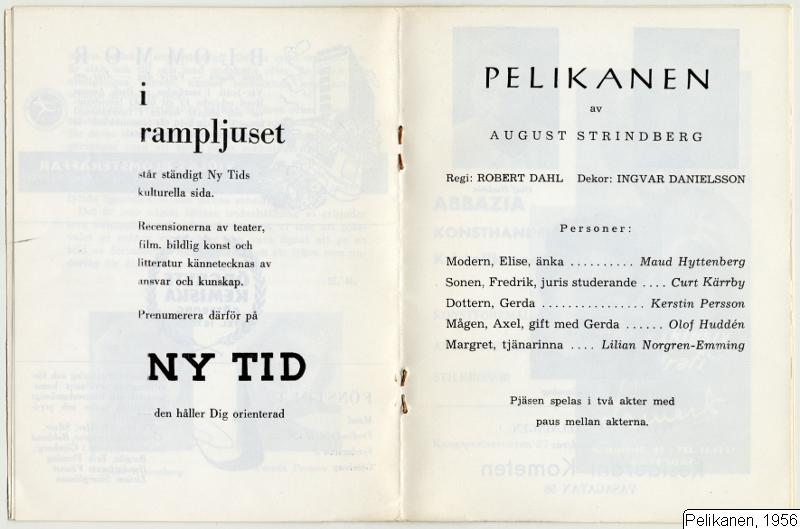 i
rampljuset
står ständigt Ny Tids
kulturella sida.
Recensionerna av teater,
film. bildlig konst och
litteratur kännetecknas av
ansvar och kunskap.
Prenumerera därför på
NY TID
den håller Dig orienterad
PELIKANEN
av
AUGUST STRINDBERG
Regi: ROBERT DAHL Dekor: INGVAR DANIELSSON
Personer:
Modern, Elise, änka .......... Maud Hyttenberg
Sonen, Fredrik, juris studerande .... Curt Kärrby
Dottern, Gerda ................ Kerstin Persson
Mågen, Axel, gift med Gerda ...... Olof Huddén
Margret, tjänarinna .... Lilian Norgren-Emming
Pjäsen spelas i två akter med
paus mellan akterna.
Pelikanen, 1956